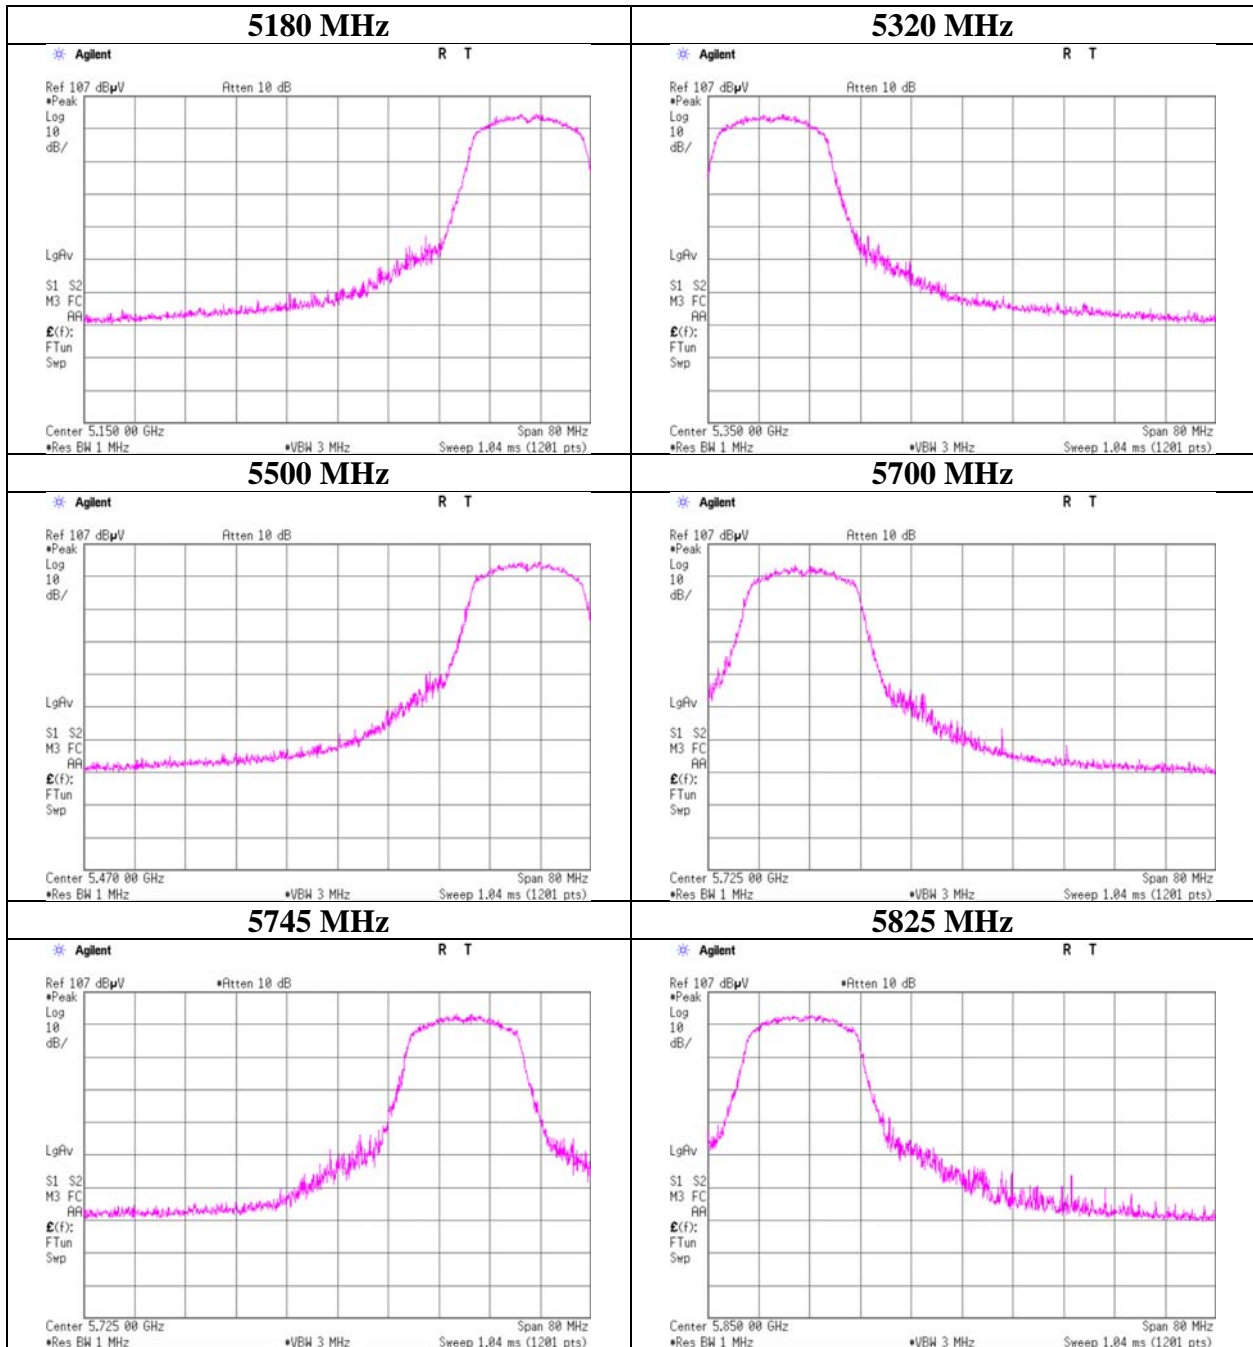 5180 MHz
5320 MHz
Agilent R T
Ref 107 dBµV Atten 10 dB
*Peak
Log
10
dB/
LgAv
S1 S2
M3 FC
AA
£(f):
FTun
Swp
Center 5.150 00 GHz Span 80 MHz
*Res BW 1 MHz *VBW 3 MHz Sweep 1.04 ms (1201 pts)
Agilent R T
Ref 107 dBµV Atten 10 dB
*Peak
Log
10
dB/
LgAv
S1 S2
M3 FC
AA
£(f):
FTun
Swp
Center 5.350 00 GHz Span 80 MHz
*Res BW 1 MHz *VBW 3 MHz Sweep 1.04 ms (1201 pts)
5500 MHz
5700 MHz
Agilent R T
Ref 107 dBµV Atten 10 dB
*Peak
Log
10
dB/
LgAv
S1 S2
M3 FC
AA
£(f):
FTun
Swp
Center 5.470 00 GHz Span 80 MHz
*Res BW 1 MHz *VBW 3 MHz Sweep 1.04 ms (1201 pts)
Agilent R T
Ref 107 dBµV Atten 10 dB
*Peak
Log
10
dB/
LgAv
S1 S2
M3 FC
AA
£(f):
FTun
Swp
Center 5.725 00 GHz Span 80 MHz
*Res BW 1 MHz *VBW 3 MHz Sweep 1.04 ms (1201 pts)
5745 MHz
5825 MHz
Agilent R T
Ref 107 dBµV *Atten 10 dB
*Peak
Log
10
dB/
LgAv
S1 S2
M3 FC
AA
£(f):
FTun
Swp
Center 5.725 00 GHz Span 80 MHz
*Res BW 1 MHz *VBW 3 MHz Sweep 1.04 ms (1201 pts)
Agilent R T
Ref 107 dBµV *Atten 10 dB
*Peak
Log
10
dB/
LgAv
S1 S2
M3 FC
AA
£(f):
FTun
Swp
Center 5.850 00 GHz Span 80 MHz
*Res BW 1 MHz *VBW 3 MHz Sweep 1.04 ms (1201 pts)